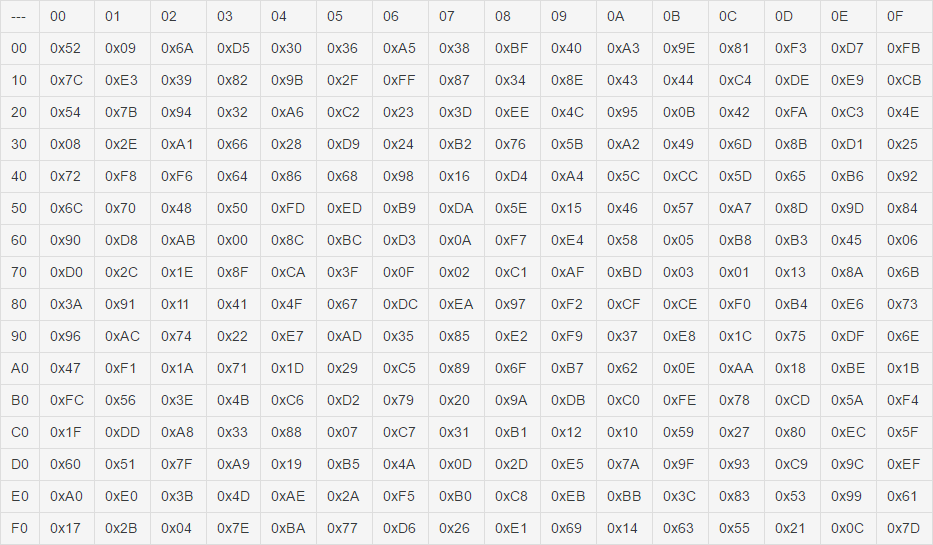 --- 00 01 02 03 04 05 06 07 08 09 0A 0B 0C 0D 0E 0F
00 0x52 0x09 0x6A 0xD5 0x30 0x36 0xA5 0x38 0xBF 0x40 0xA3 0x9E 0x81 0xF3 0xD7 0xFB
10 0x7C 0xE3 0x39 0x82 0x9B 0x2F 0xFF 0x87 0x34 0x8E 0x43 0x44 0xC4 0xDE 0xE9 0xCB
20 0x54 0x7B 0x94 0x32 0xA6 0xC2 0x23 0x3D 0xEE 0x4C 0x95 0x0B 0x42 0xFA 0xC3 0x4E
30 0x08 0x2E 0xA1 0x66 0x28 0xD9 0x24 0xB2 0x76 0x5B 0xA2 0x49 0x6D 0x8B 0xD1 0x25
40 0x72 0xF8 0xF6 0x64 0x86 0x68 0x98 0x16 0xD4 0xA4 0x5C 0xCC 0x5D 0x65 0xB6 0x92
50 0x6C 0x70 0x48 0x50 0xFD 0xED 0xB9 0xDA 0x5E 0x15 0x46 0x57 0xA7 0x8D 0x9D 0x84
60 0x90 0xD8 0xAB 0x00 0x8C 0xBC 0xD3 0x0A 0xF7 0xE4 0x58 0x05 0xB8 0xB3 0x45 0x06
70 0xD0 0x2C 0x1E 0x8F 0xCA 0x3F 0x0F 0x02 0xC1 0xAF 0xBD 0x03 0x01 0x13 0x8A 0x6B
80 0x3A 0x91 0x11 0x41 0x4F 0x67 0xDC 0xEA 0x97 0xF2 0xCF 0xCE 0xF0 0xB4 0xE6 0x73
90 0x96 0xAC 0x74 0x22 0xE7 0xAD 0x35 0x85 0xE2 0xF9 0x37 0xE8 0x1C 0x75 0xDF 0x6E
A0 0x47 0xF1 0x1A 0x71 0x1D 0x29 0xC5 0x89 0x6F 0xB7 0x62 0x0E 0xAA 0x18 0xBE 0x1B
B0 0xFC 0x56 0x3E 0x4B 0xC6 0xD2 0x79 0x20 0x9A 0xDB 0xC0 0xFE 0x78 0xCD 0x5A 0xF4
C0 0x1F 0xDD 0xA8 0x33 0x88 0x07 0xC7 0x31 0xB1 0x12 0x10 0x59 0x27 0x80 0xEC 0x5F
D0 0x60 0x51 0x7F 0xA9 0x19 0xB5 0x4A 0x0D 0x2D 0xE5 0x7A 0x9F 0x93 0xC9 0x9C 0xEF
E0 0xA0 0xE0 0x3B 0x4D 0xAE 0x2A 0xF5 0xB0 0xC8 0xEB 0xBB 0x3C 0x83 0x53 0x99 0x61
F0 0x17 0x2B 0x04 0x7E 0xBA 0x77 0xD6 0x26 0xE1 0x69 0x14 0x63 0x55 0x21 0x0C 0x7D